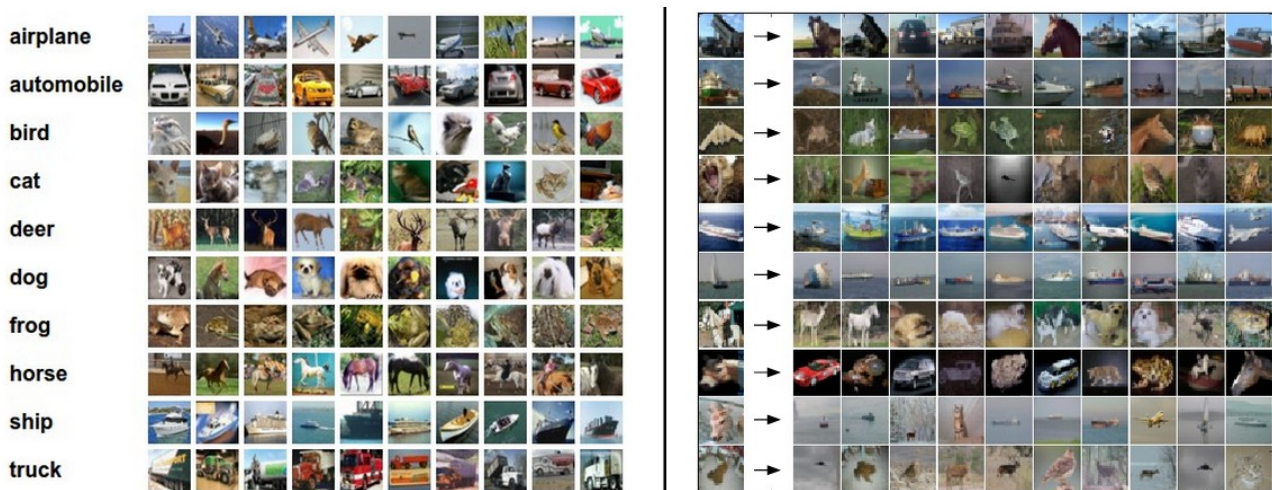 airplane
automobile
bird
cat
deer
dog
frog
horse
ship
truck